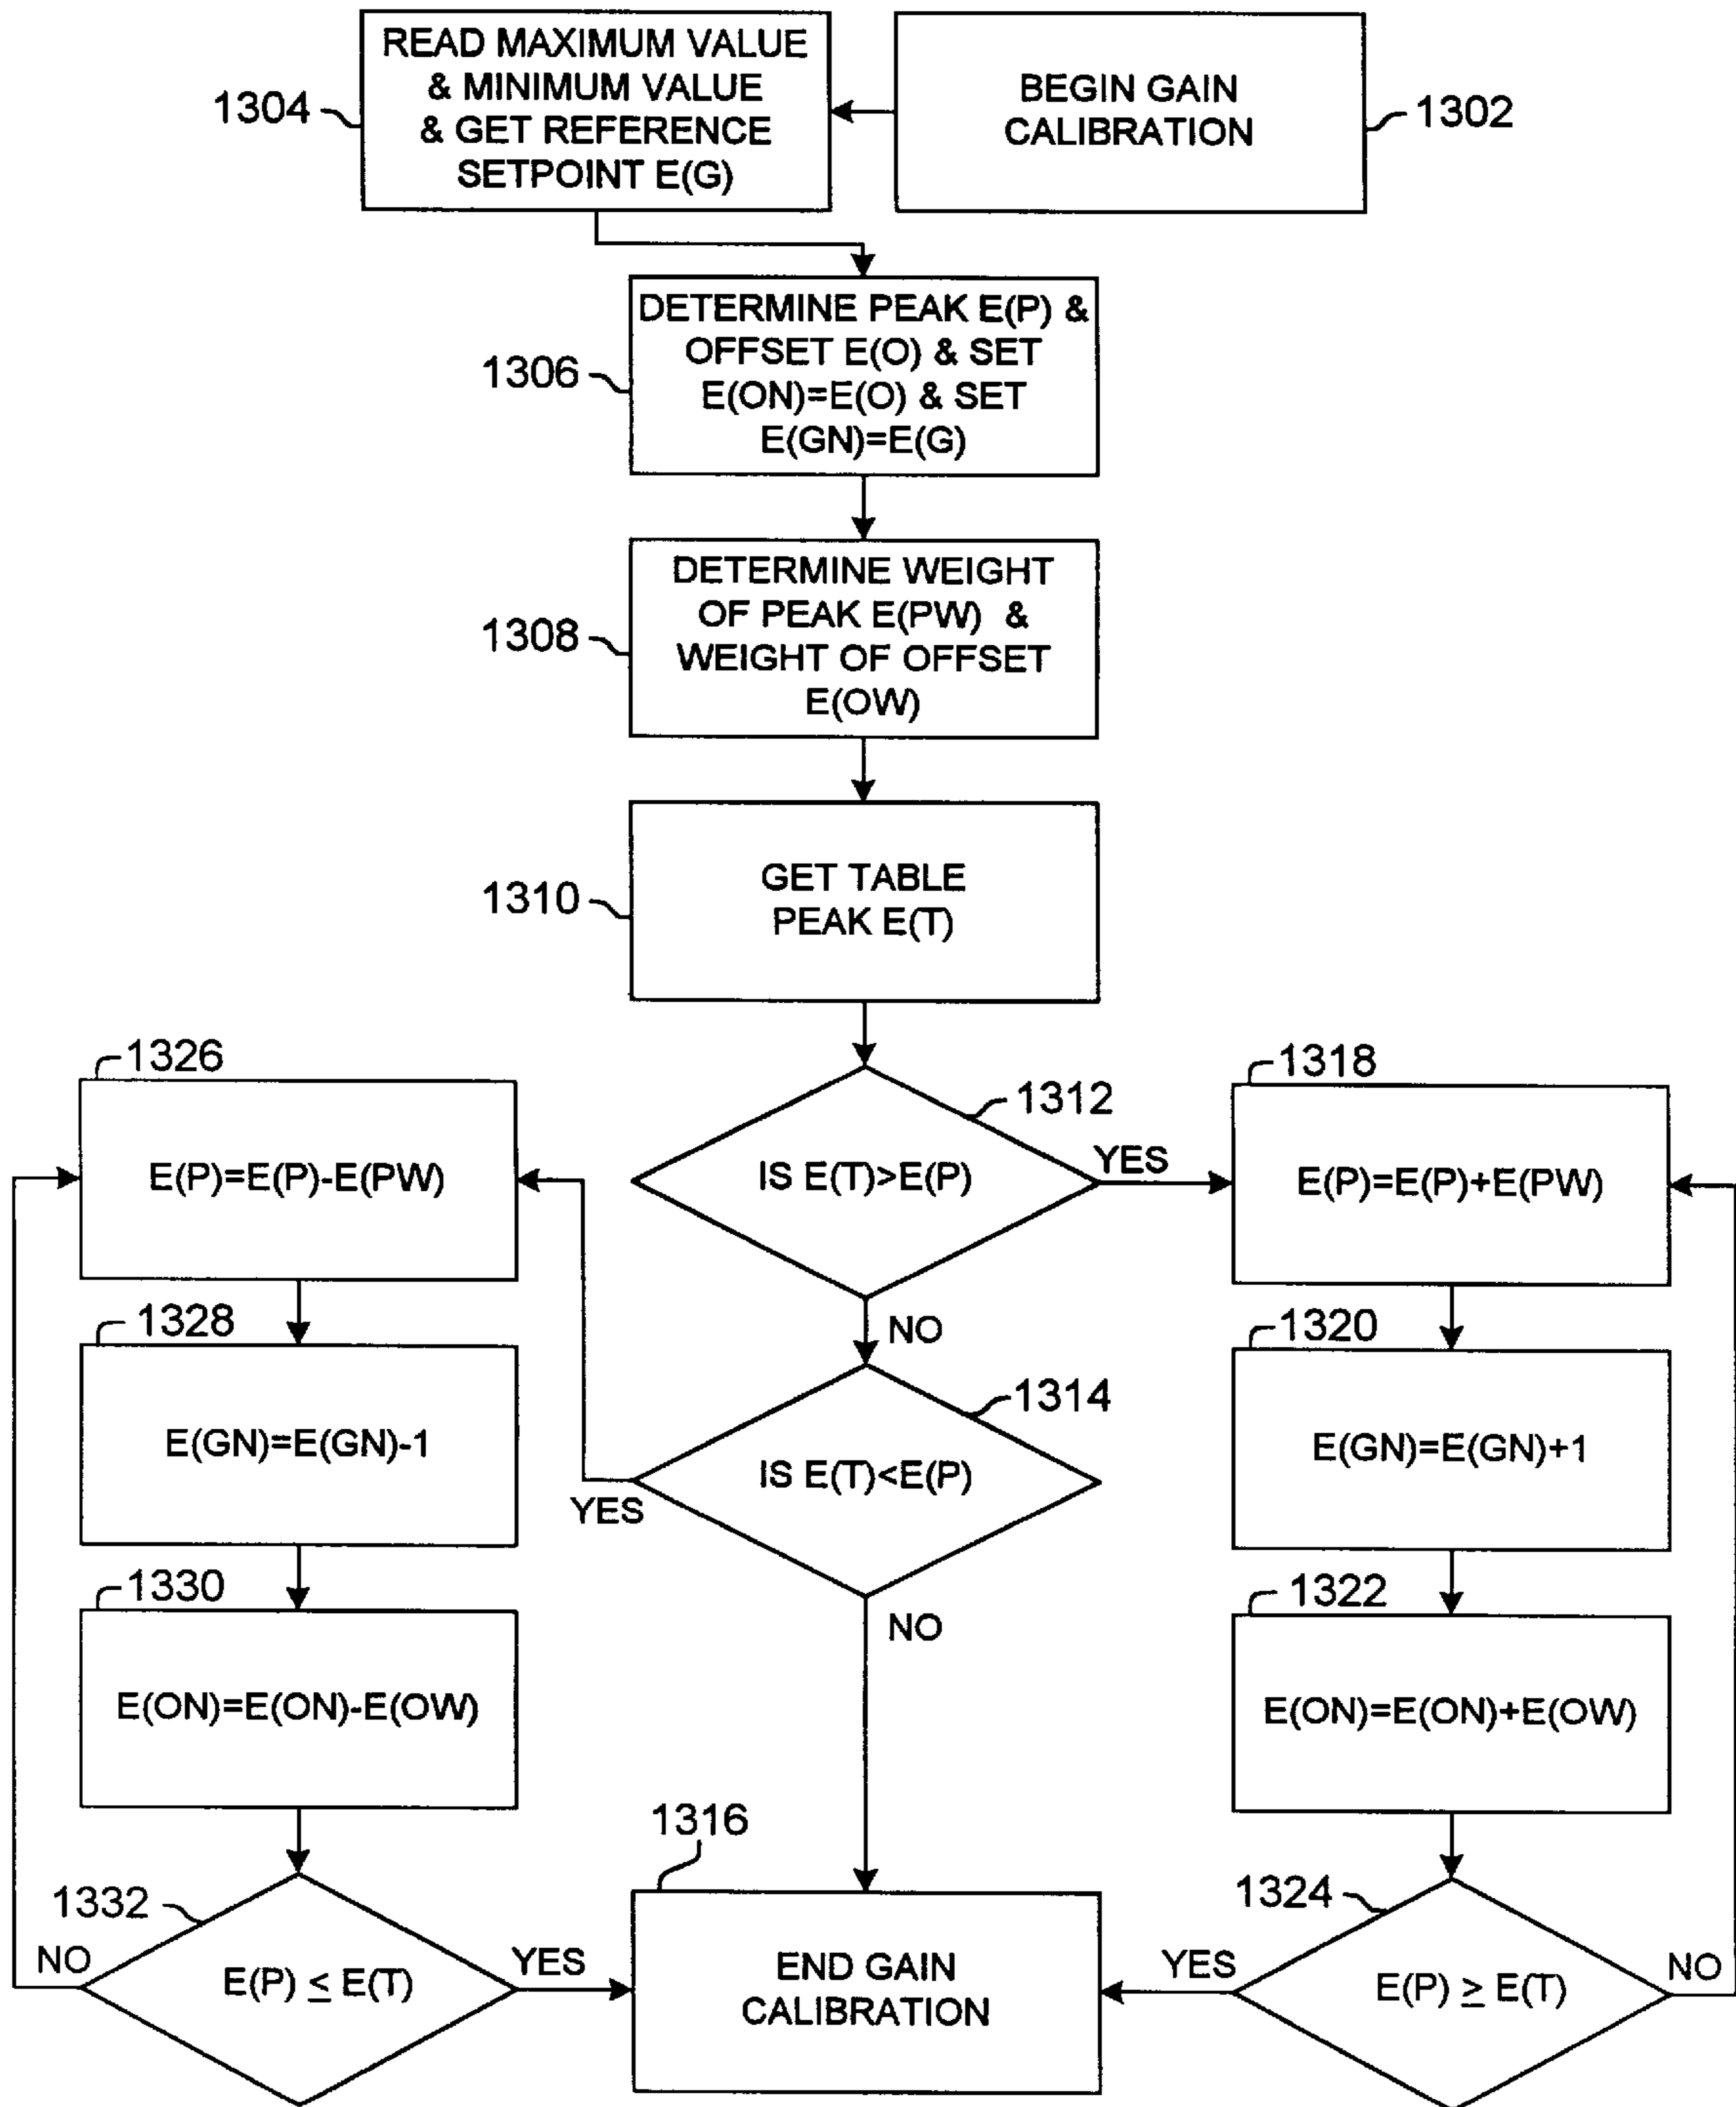 READ MAXIMUM VALUE
& MINIMUM VALUE
& GET REFERENCE
SETPOINT E(G)
1304
BEGIN GAIN
CALIBRATION
1302
DETERMINE PEAK E(P) &
OFFSET E(O) & SET
E(ON)=E(O) & SET
E(GN)=E(G)
1306
DETERMINE WEIGHT
OF PEAK E(PW) &
WEIGHT OF OFFSET
E(OW)
1308
GET TABLE
PEAK E(T)
1310
1312
IS E(T)>E(P)
YES
NO
1314
IS E(T)<E(P)
YES
NO
1318
E(P)=E(P)+E(PW)
1320
E(GN)=E(GN)+1
1322
E(ON)=E(ON)+E(OW)
1324
E(P) ≥ E(T)
YES
NO
1326
E(P)=E(P)-E(PW)
1328
E(GN)=E(GN)-1
1330
E(ON)=E(ON)-E(OW)
1332
E(P) ≤ E(T)
NO
YES
1316
END GAIN
CALIBRATION